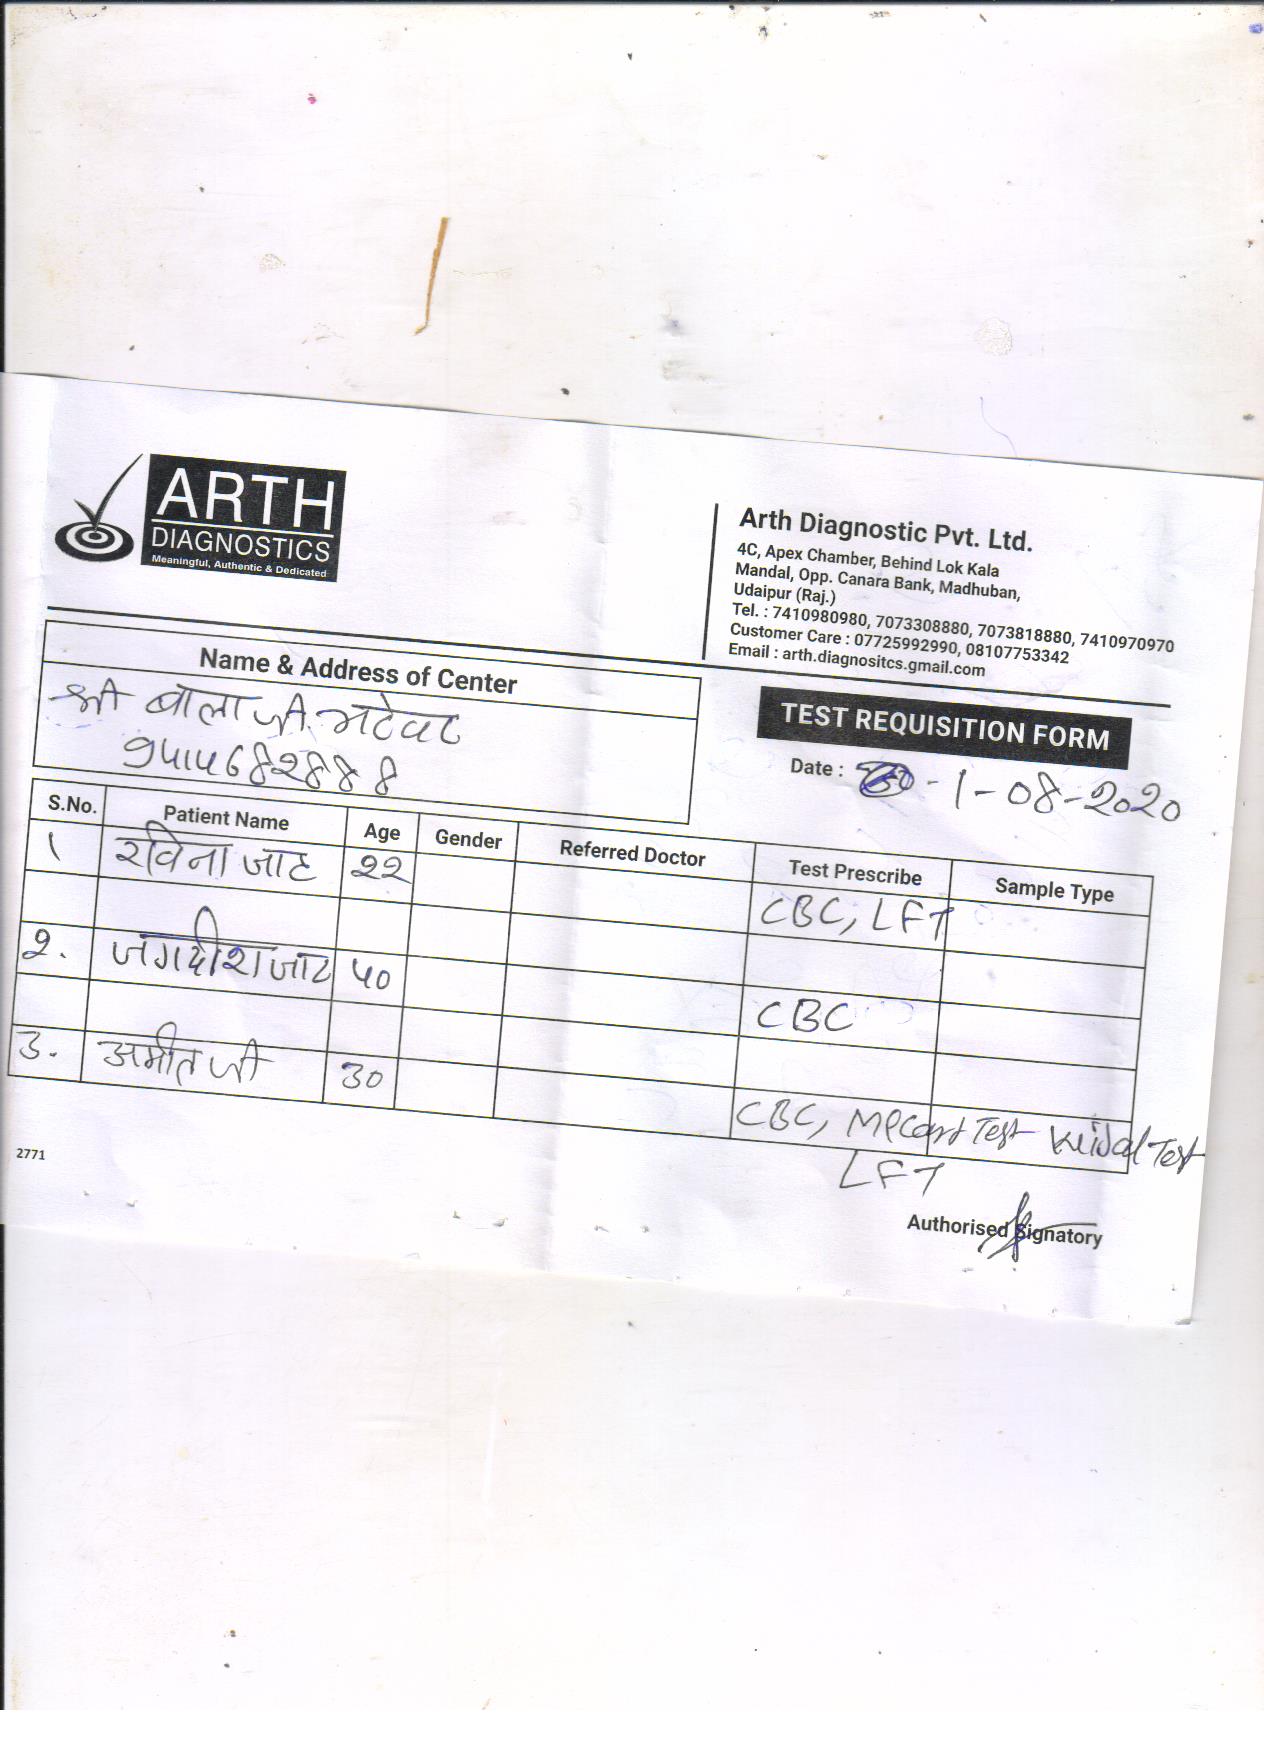 ARTH
DIAGNOSTICS
Meaningful, Authentic & Dedicated
Arth Diagnostic Pvt. Ltd.
4C, Apex Chamber, Behind Lok Kala
Mandal, Opp. Canara Bank, Madhuban,
Udaipur (Raj.)
Tel. : 7410980980, 7073308880, 7073818880, 7410970970
Customer Care : 07725992990, 08107753342
Email : arth.diagnositcs.gmail.com
Name & Address of Center
श्री बालाजी भटेवर
9414682888
TEST REQUISITION FORM
Date : -1-08-2020
S.No. Patient Name Age Gender Referred Doctor Test Prescribe Sample Type
1 रविना जाट 22 CBC, LFT
2. जगदीश जाट 40 CBC
3. अमीत जी 30 CBC, MP Test Test
LFT
2771
Authorised Signatory